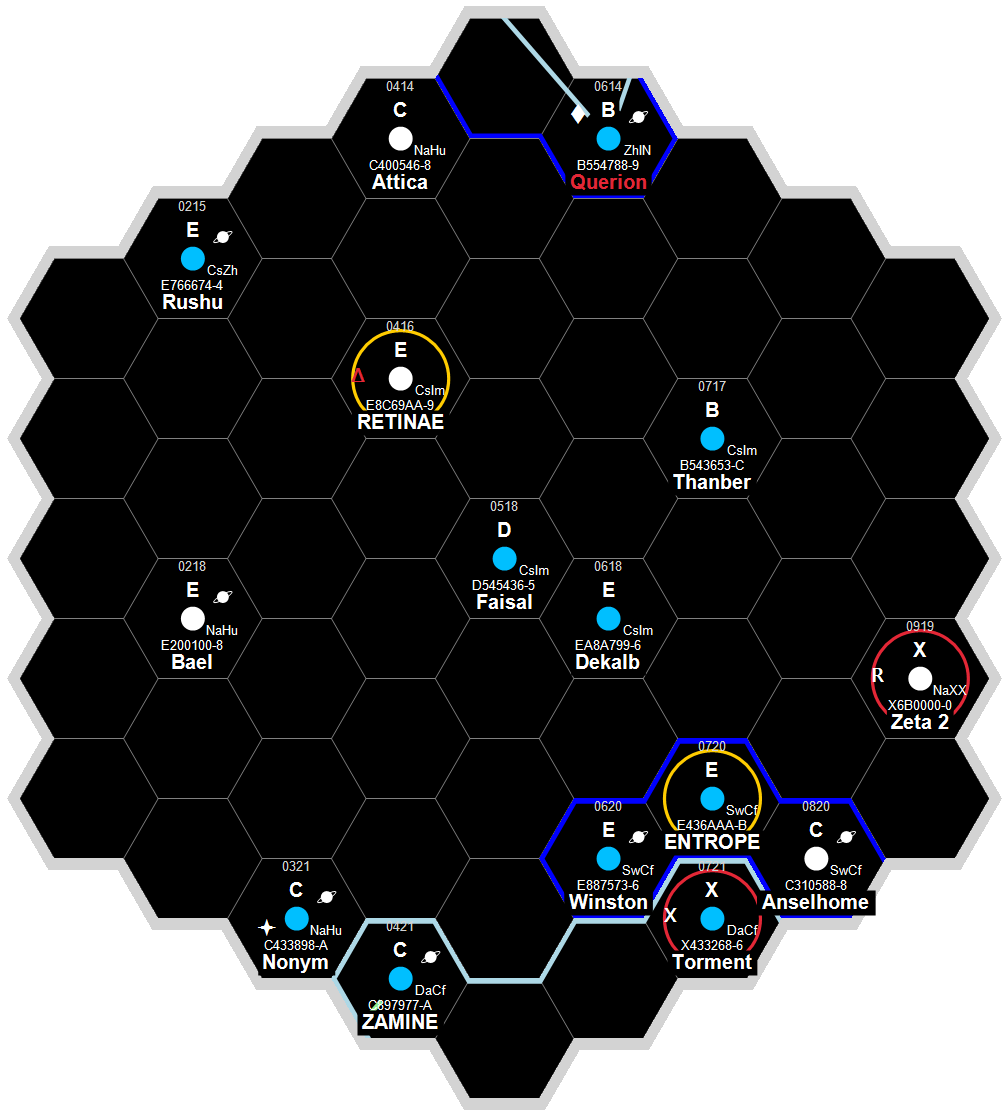 0414
C
NaHu
C400546-8
Attica
0614
B
ZhIN
B554788-9
Querion
0215
E
CsZh
E766674-4
Rushu
0416
E
Λ
CsIm
E8C69AA-9
RETINAE
0717
B
CsIm
B543653-C
Thanber
0518
D
CsIm
D545436-5
Faisal
0218
E
NaHu
E200100-8
Bael
0618
E
CsIm
EA8A799-6
Dekalb
0919
X
R
NaXX
X6B0000-0
Zeta 2
0720
E
SwCf
E436AAA-B
ENTROPE
0620
E
SwCf
E887573-6
Winston
0820
C
SwCf
C310588-8
Anselhome
0321
C
NaHu
C433898-A
Nonym
0721
X
X
DaCf
X433268-6
Torment
0421
C
DaCf
C897977-A
ZAMINE